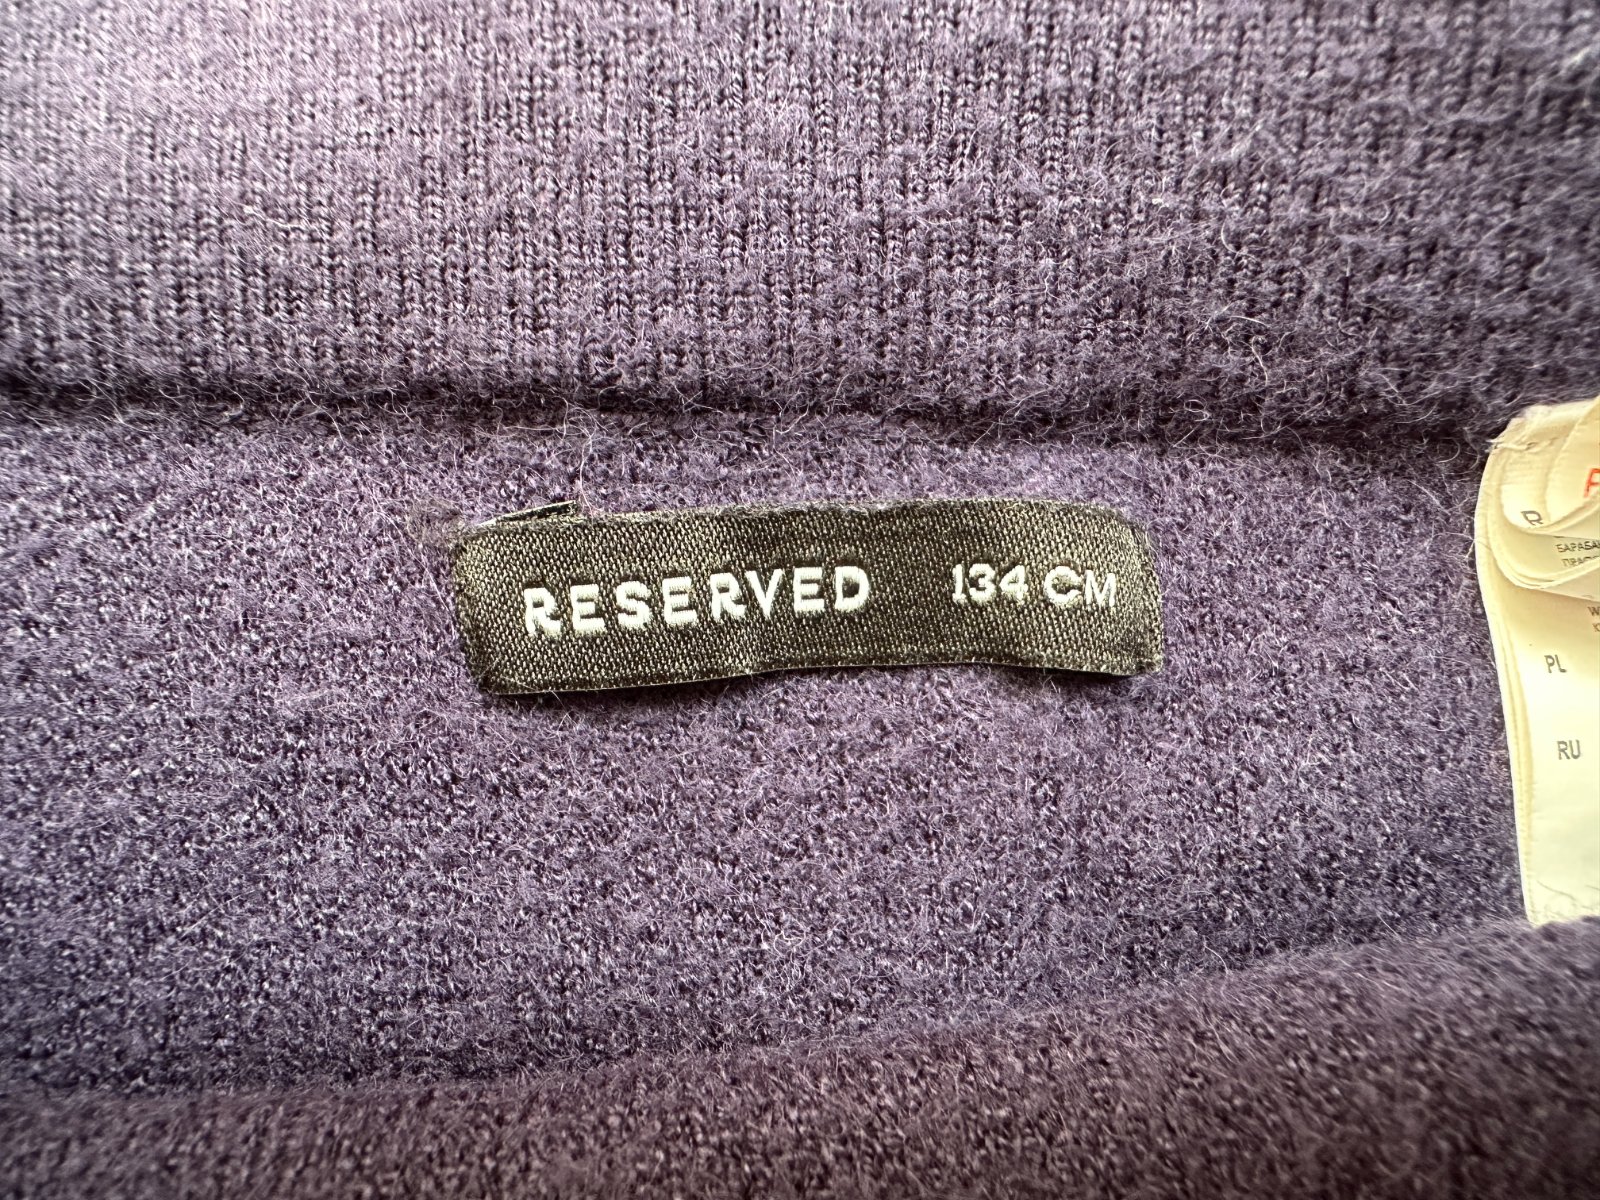 RESERVED 134 CM
R
PL
RU